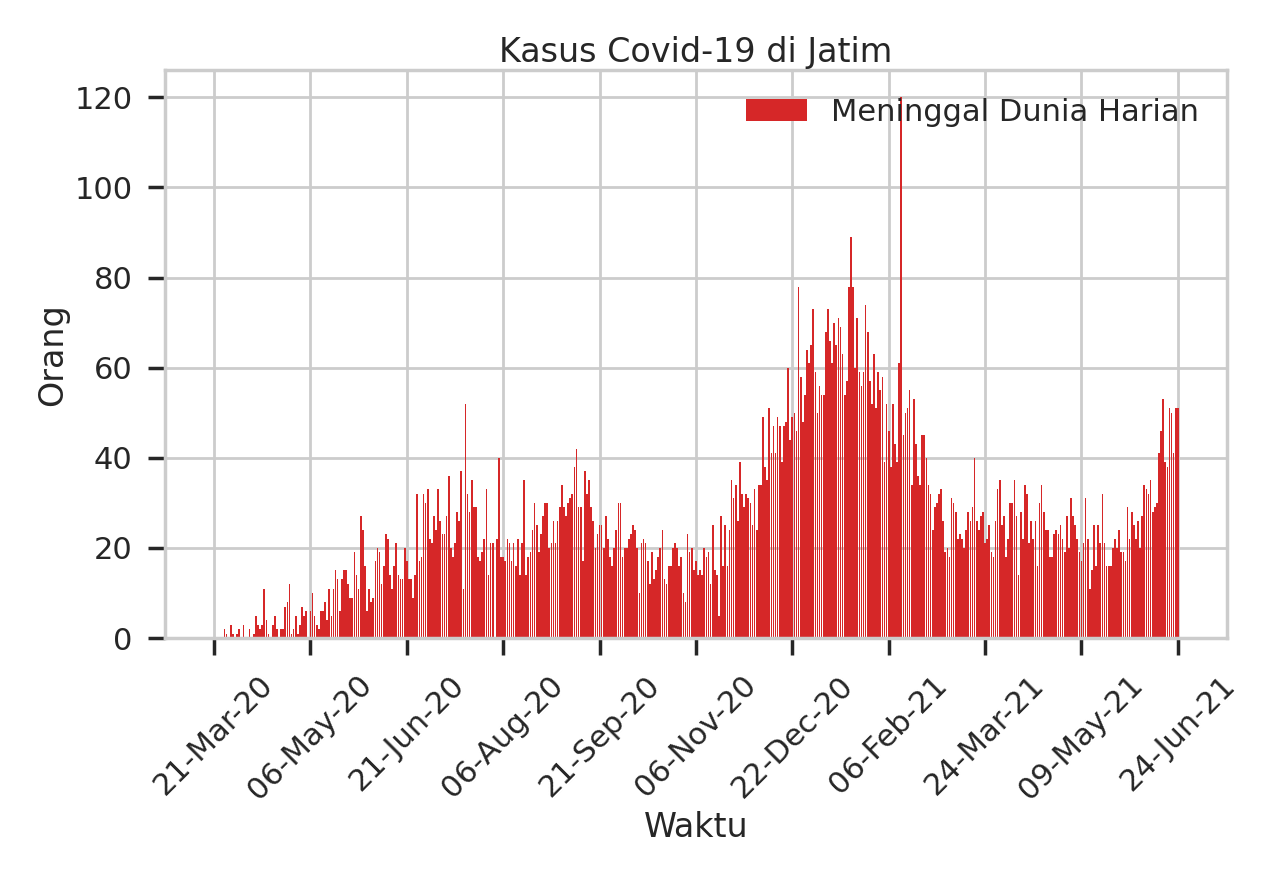 Kasus Covid-19 di Jatim
Meninggal Dunia Harian
Orang
120
100
80
60
40
20
0
21-Mar-20
06-May-20
21-Jun-20
06-Aug-20
21-Sep-20
06-Nov-20
22-Dec-20
06-Feb-21
24-Mar-21
09-May-21
24-Jun-21
Waktu